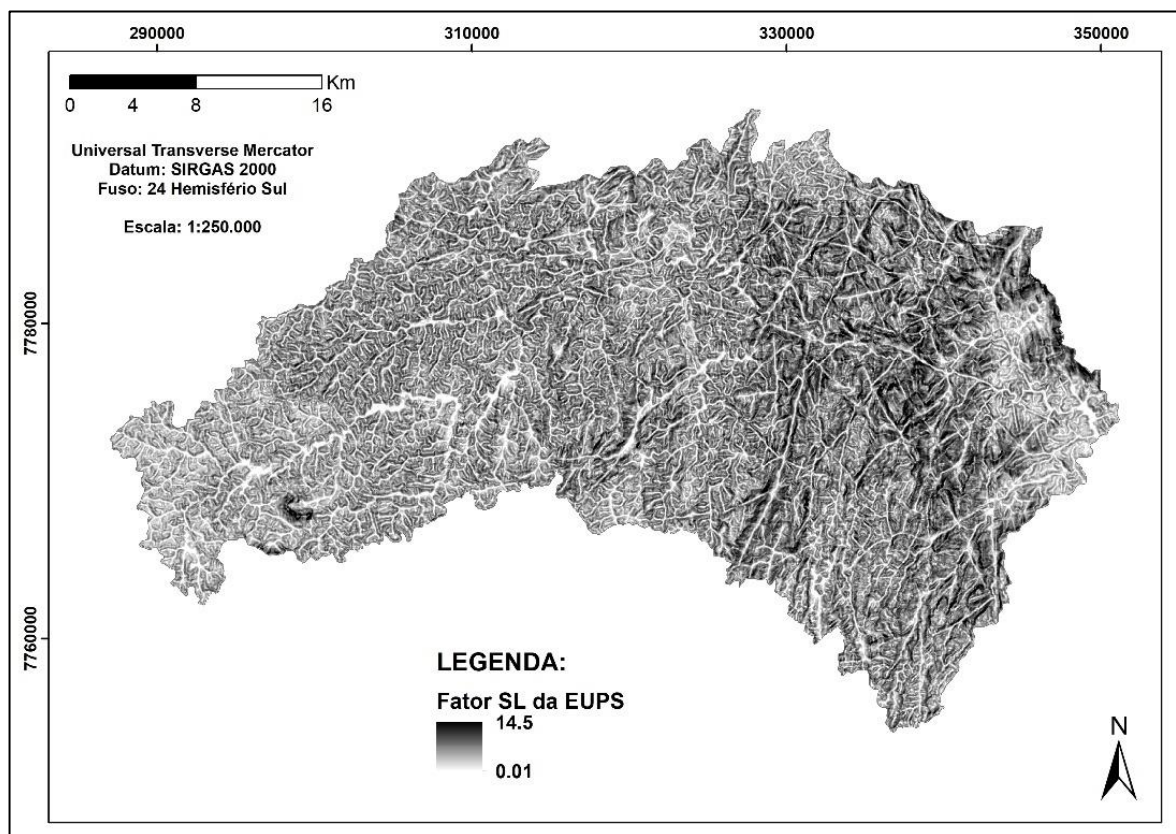 290000
310000
330000
350000
Km
0 4 8 16
Universal Transverse Mercator
Datum: SIRGAS 2000
Fuso: 24 Hemisfério Sul
Escala: 1:250.000
7780000
7760000
LEGENDA:
Fator SL da EUPS
14.5
0.01
N